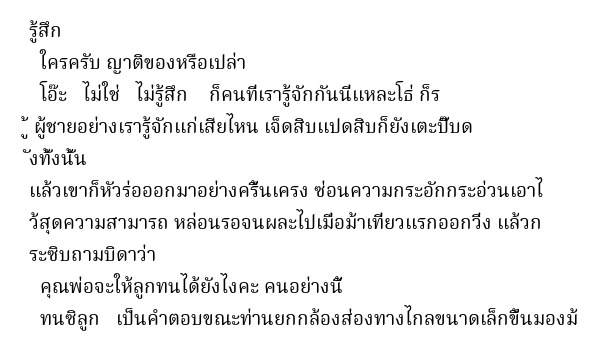 รู้สึก
ใครครับ ญาติของหรือเปล่า
โอ๊ะ ไม่ใช่ ไม่รู้สึก ก็คนที่เรารู้จักกันนี่แหละโธ่ ก็ร
ู้ ผู้ชายอย่างเรารู้จักแก่เสียไหน เจ็ดสิบแปดสิบก็ยังเตะปี๊บด
ังทั้งนั้น
แล้วเขาก็หัวร่อออกมาอย่างครื้นเครง ซ่อนความกระอักกระอ่วนเอาไ
ว้สุดความสามารถ หล่อนรอจนผละไปเมื่อม้าเที่ยวแรกออกวิ่ง แล้วก
ระซิบถามบิดาว่า
คุณพ่อจะให้ลูกทนได้ยังไงคะ คนอย่างนี้
ทนซิลูก เป็นคำตอบขณะท่านยกกล้องส่องทางไกลขนาดเล็กขึ้นมองม้